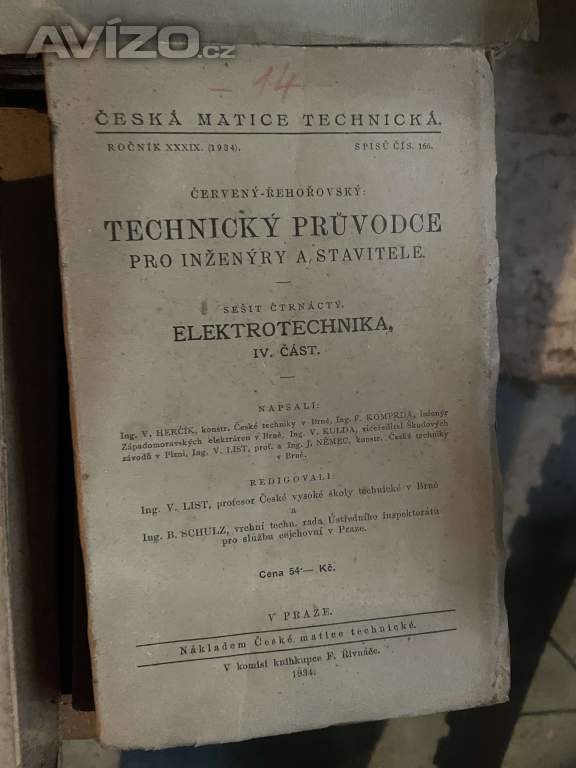 AVÍZO.cz
- 14
ČESKÁ MATICE TECHNICKÁ.
ROČNÍK XXXIX. (1934). SPISŮ ČÍS. 166.
ČERVENÝ-ŘEHOŘOVSKÝ:
TECHNICKÝ PRŮVODCE
PRO INŽENÝRY A STAVITELE.
SEŠIT ČTRNÁCTÝ.
ELEKTROTECHNIKA,
IV. ČÁST.
NAPSALI:
Ing. V. HERČÍK, konstr. České techniky v Brně, Ing. F. KOMPRDA, inženýr
Západomoravských elektráren v Brně, Ing. V. KULDA, viceředitel Škodových
závodů v Plzni, Ing. V. LIST, prof. a Ing. J. NĚMEC, konstr. České techniky
v Brně.
REDIGOVALI:
Ing. V. LIST, profesor České vysoké školy technické v Brně
a
Ing. B. SCHULZ, vrchní techn. rada Ústředního inspektorátu
pro službu cejchovní v Praze.
Cena 54·— Kč.
V PRAZE.
Nákladem České matice technické.
V komisi knihkupce F. Řivnáče.
1934.